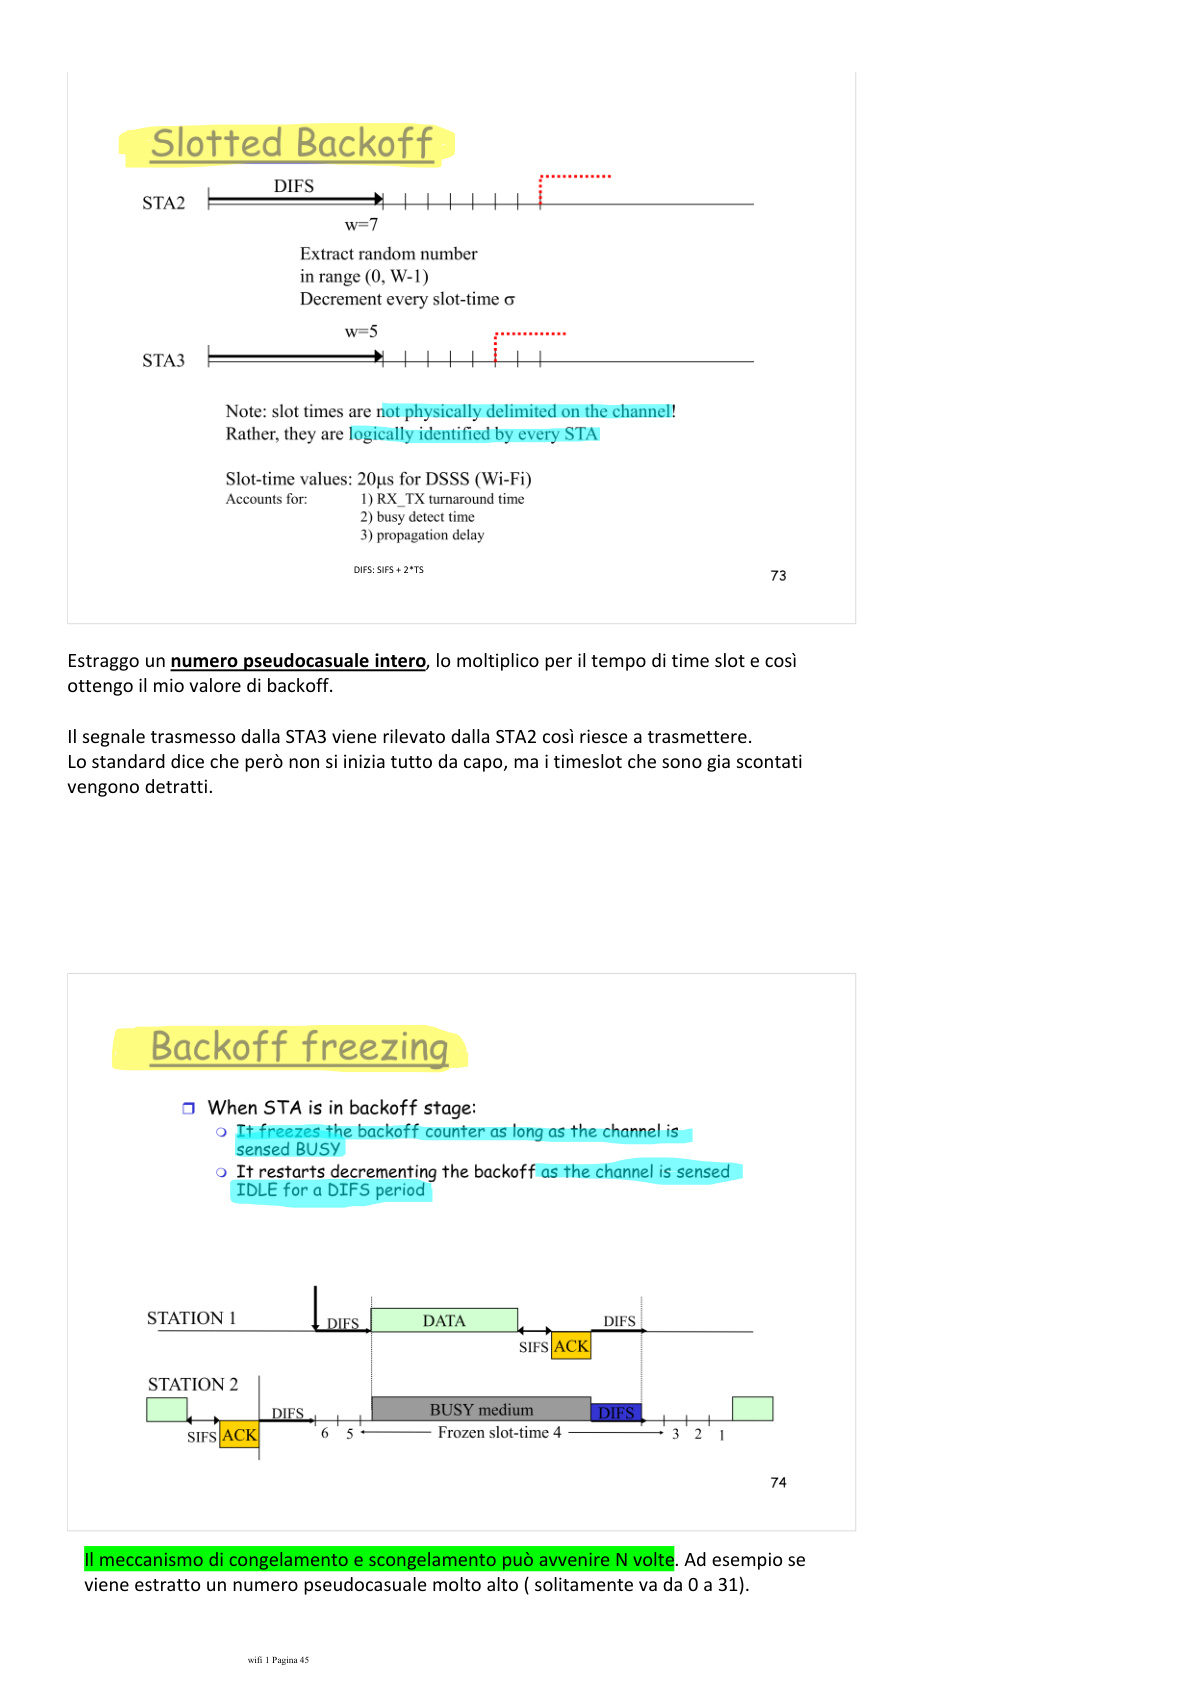 Slotted Backoff
DIFS
STA2
w=7
Extract random number
in range (0, W-1)
Decrement every slot-time σ
w=5
STA3
Note: slot times are not physically delimited on the channel!
Rather, they are logically identified by every STA
Slot-time values: 20μs for DSSS (Wi-Fi)
Accounts for: 1) RX_TX turnaround time
2) busy detect time
3) propagation delay
DIFS: SIFS + 2*TS
73
Estraggo un numero pseudocasuale intero, lo moltiplico per il tempo di time slot e così
ottengo il mio valore di backoff.
Il segnale trasmesso dalla STA3 viene rilevato dalla STA2 così riesce a trasmettere.
Lo standard dice che però non si inizia tutto da capo, ma i timeslot che sono gia scontati
vengono detratti.
Backoff freezing
When STA is in backoff stage:
It freezes the backoff counter as long as the channel is
sensed BUSY
It restarts decrementing the backoff as the channel is sensed
IDLE for a DIFS period
STATION 1
DIFS
DATA
DIFS
SIFS
ACK
STATION 2
DIFS
BUSY medium
DIFS
SIFS
ACK
6
5
Frozen slot-time 4
3
2
1
74
Il meccanismo di congelamento e scongelamento può avvenire N volte. Ad esempio se
viene estratto un numero pseudocasuale molto alto ( solitamente va da 0 a 31).
wifi 1 Pagina 45